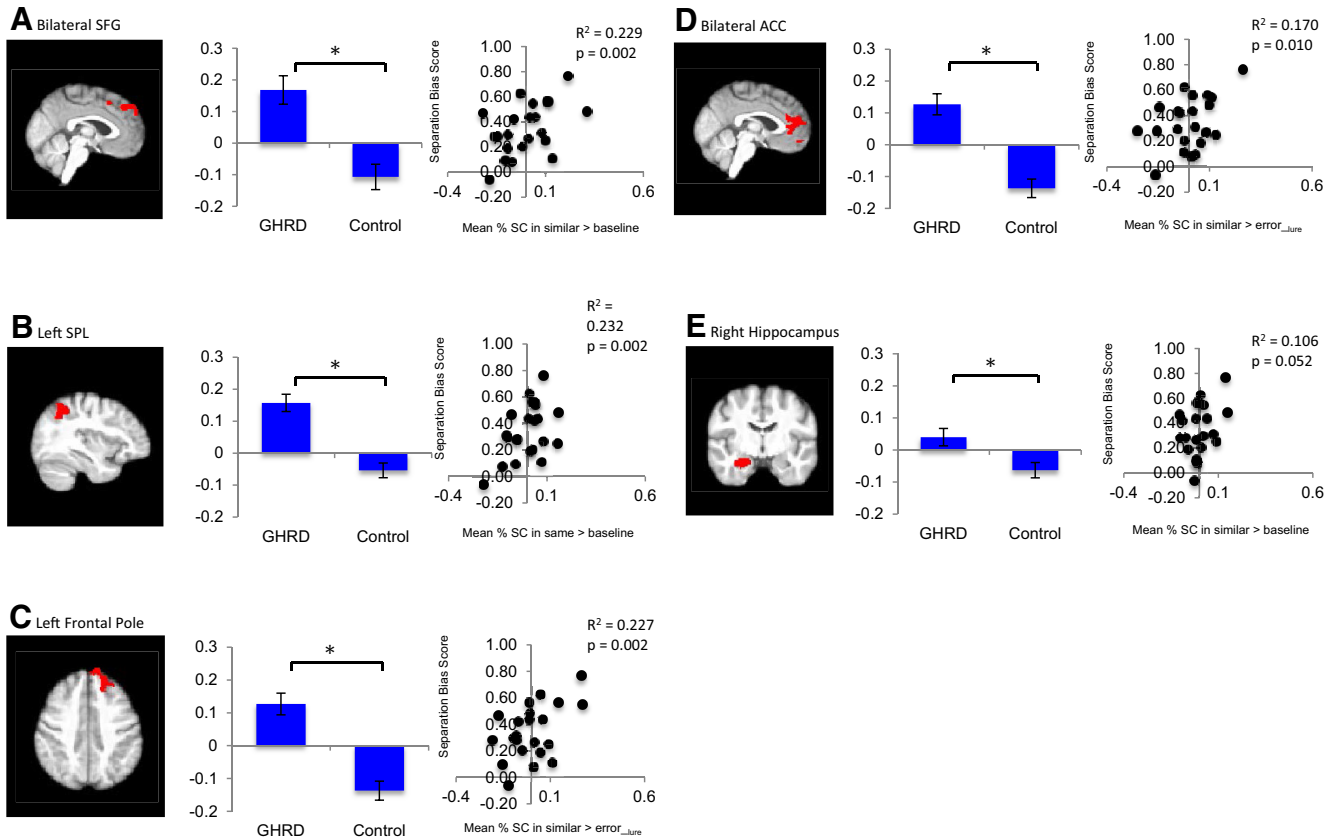 A Bilateral SFG
0.3
0.2
0.1
0
-0.1
-0.2
*
GHRD Control
Separation Bias Score
1.00
0.80
0.60
0.40
0.20
0.00
-0.20
-0.4 0.1 0.6
R² = 0.229
p = 0.002
Mean % SC in similar > baseline
B Left SPL
0.3
0.2
0.1
0
-0.1
-0.2
*
GHRD Control
Separation Bias Score
1.00
0.80
0.60
0.40
0.20
0.00
-0.20
-0.4 0.1 0.6
R² =
0.232
p = 0.002
Mean % SC in same > baseline
C Left Frontal Pole
0.3
0.2
0.1
0
-0.1
-0.2
*
GHRD Control
Separation Bias Score
1.00
0.80
0.60
0.40
0.20
0.00
-0.20
-0.4 0.1 0.6
R² = 0.227
p = 0.002
Mean % SC in similar > error_lure
D Bilateral ACC
0.3
0.2
0.1
0
-0.1
-0.2
*
GHRD Control
Separation Bias Score
1.00
0.80
0.60
0.40
0.20
0.00
-0.20
-0.4 0.1 0.6
R² = 0.170
p = 0.010
Mean % SC in similar > error_lure
E Right Hippocampus
0.3
0.2
0.1
0
-0.1
-0.2
*
GHRD Control
Separation Bias Score
1.00
0.80
0.60
0.40
0.20
0.00
-0.20
-0.4 0.1 0.6
R² = 0.106
p = 0.052
Mean % SC in similar > baseline